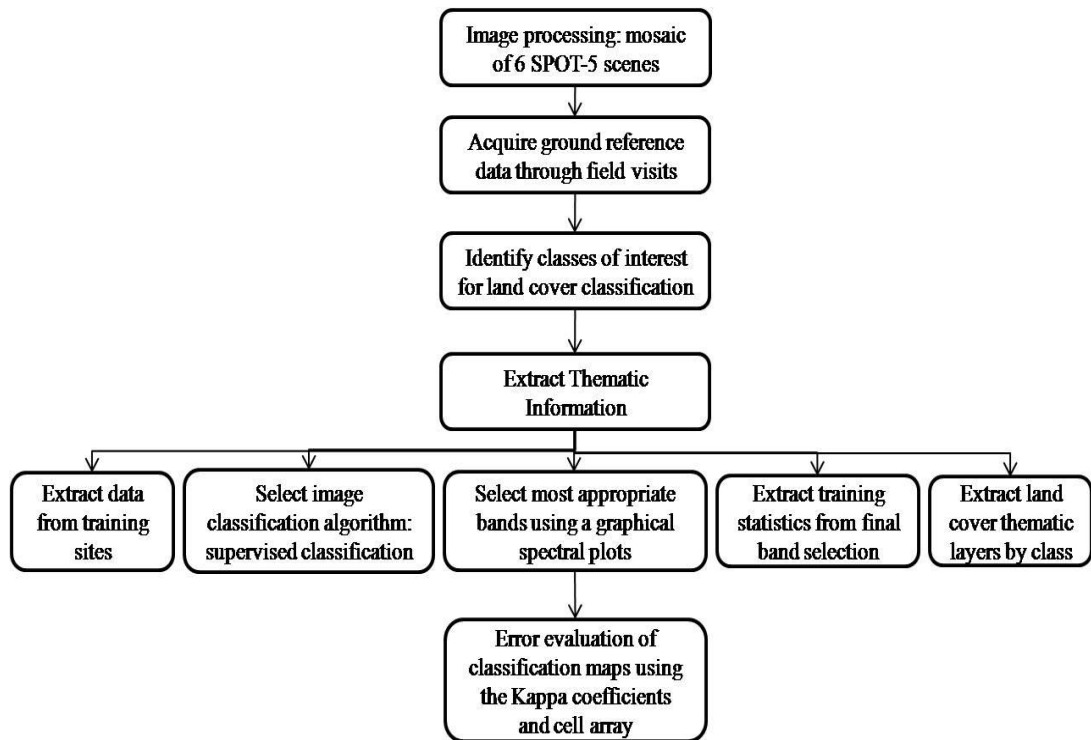 Image processing: mosaic
of 6 SPOT-5 scenes
Acquire ground reference
data through field visits
Identify classes of interest
for land cover classification
Extract Thematic
Information
Extract data
from training
sites
Select image
classification algorithm:
supervised classification
Select most appropriate
bands using a graphical
spectral plots
Extract training
statistics from final
band selection
Extract land
cover thematic
layers by class
Error evaluation of
classification maps using
the Kappa coefficients
and cell array